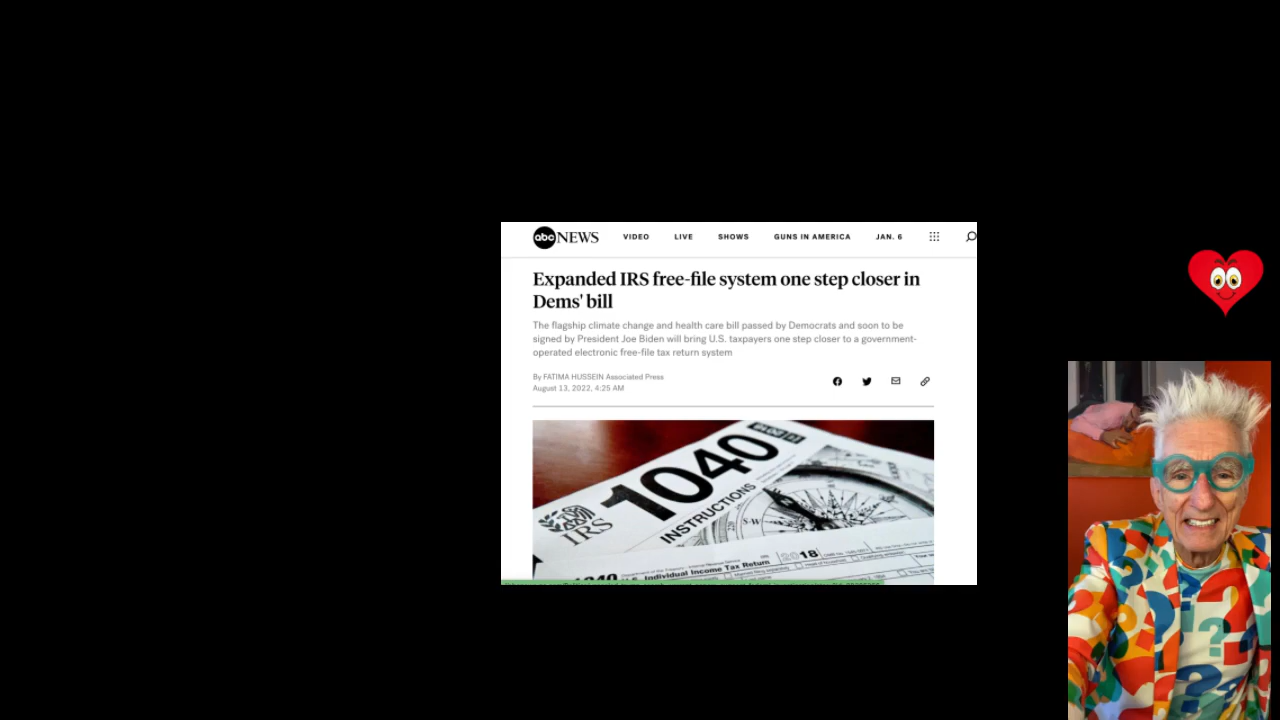 abc NEWS VIDEO LIVE SHOWS GUNS IN AMERICA JAN. 6
Expanded IRS free-file system one step closer in
Dems' bill
The flagship climate change and health care bill passed by Democrats and soon to be
signed by President Joe Biden will bring U.S. taxpayers one step closer to a government-
operated electronic free-file tax return system
By FATIMA HUSSEIN Associated Press
August 13, 2022, 4:25 AM
1040
INSTRUCTIONS
IRS
S-W
2018
1040 U.S. Individual Income Tax Return
? ? ?